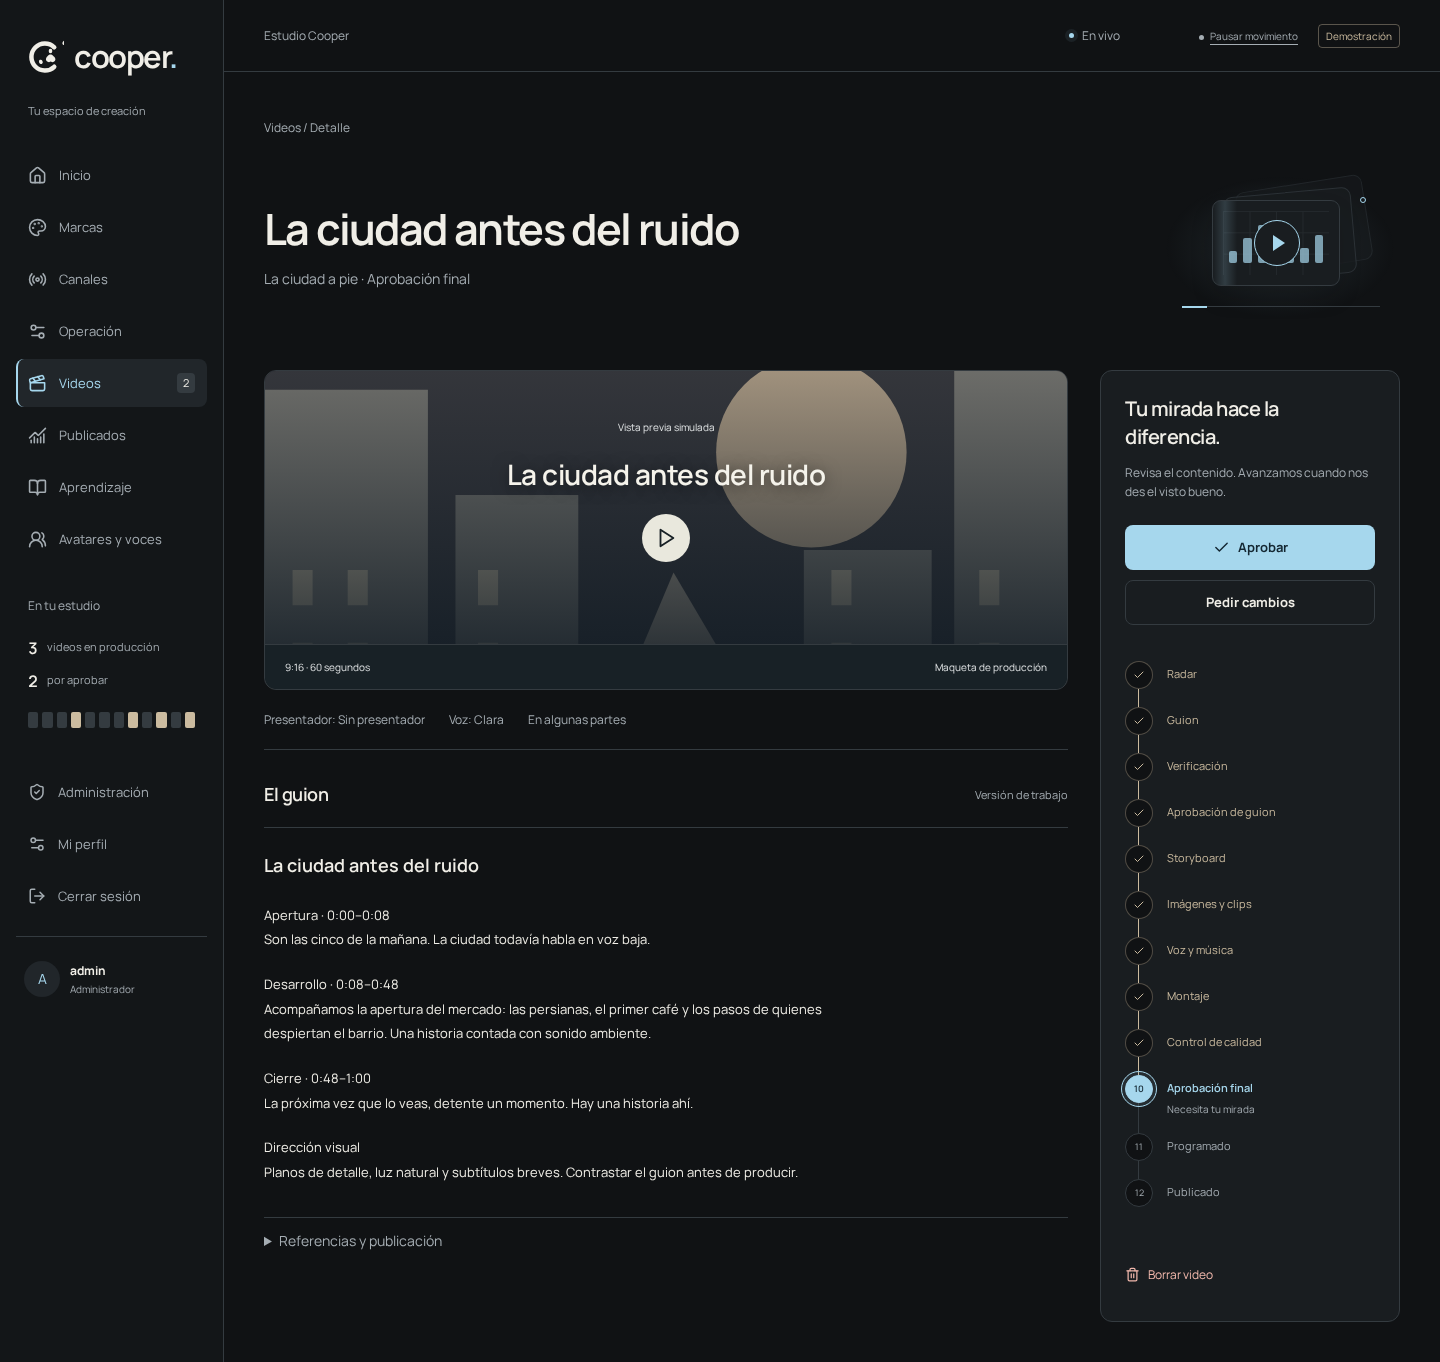 cooper.
Tu espacio de creación
Inicio
Marcas
Canales
Operación
Videos 2
Publicados
Aprendizaje
Avatares y voces
En tu estudio
3 videos en producción
2 por aprobar
Administración
Mi perfil
Cerrar sesión
A
admin
Administrador
Estudio Cooper
En vivo
Pausar movimiento
Demostración
Videos / Detalle
La ciudad antes del ruido
La ciudad a pie · Aprobación final
Vista previa simulada
La ciudad antes del ruido
9:16 · 60 segundos
Maqueta de producción
Presentador: Sin presentador Voz: Clara En algunas partes
El guion
Versión de trabajo
La ciudad antes del ruido
Apertura · 0:00–0:08
Son las cinco de la mañana. La ciudad todavía habla en voz baja.
Desarrollo · 0:08–0:48
Acompañamos la apertura del mercado: las persianas, el primer café y los pasos de quienes
despiertan el barrio. Una historia contada con sonido ambiente.
Cierre · 0:48–1:00
La próxima vez que lo veas, detente un momento. Hay una historia ahí.
Dirección visual
Planos de detalle, luz natural y subtítulos breves. Contrastar el guion antes de producir.
Referencias y publicación
Tu mirada hace la
diferencia.
Revisa el contenido. Avanzamos cuando nos
des el visto bueno.
Aprobar
Pedir cambios
Radar
Guion
Verificación
Aprobación de guion
Storyboard
Imágenes y clips
Voz y música
Montaje
Control de calidad
10 Aprobación final
Necesita tu mirada
11 Programado
12 Publicado
Borrar video